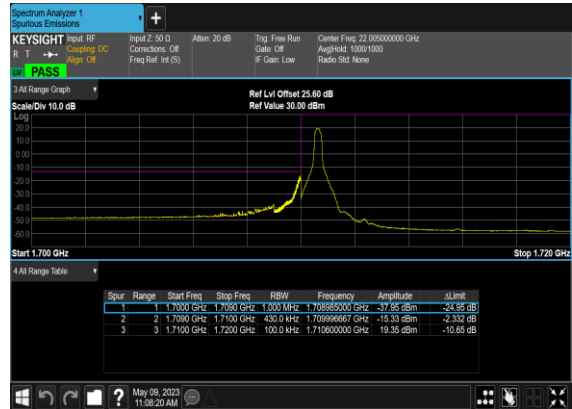 Spectrum Analyzer 1
Spurious Emissions
+
KEYSIGHT Input: RF Input Z: 50 Ω Atten: 20 dB Trig: Free Run Center Freq: 22.005000000 GHz
R T Coupling: DC Corrections: Off Gate: Off Avg|Hold: 1000/1000
Align: Off Freq Ref: Int (S) IF Gain: Low Radio Std: None
PASS
3 All Range Graph
Ref Lvl Offset 25.60 dB
Scale/Div 10.0 dB Ref Value 30.00 dBm
Log
20.0
10.0
0.00
-10.0
-20.0
-30.0
-40.0
-50.0
-60.0
Start 1.700 GHz Stop 1.720 GHz
4 All Range Table
Spur Range Start Freq Stop Freq RBW Frequency Amplitude ΔLimit
1 1 1.7000 GHz 1.7090 GHz 1.000 MHz 1.708985000 GHz -37.95 dBm -24.95 dB
2 2 1.7090 GHz 1.7100 GHz 430.0 kHz 1.709996667 GHz -15.33 dBm -2.332 dB
3 3 1.7100 GHz 1.7200 GHz 100.0 kHz 1.710600000 GHz 19.35 dBm -10.65 dB
? May 09, 2023
11:08:20 AM